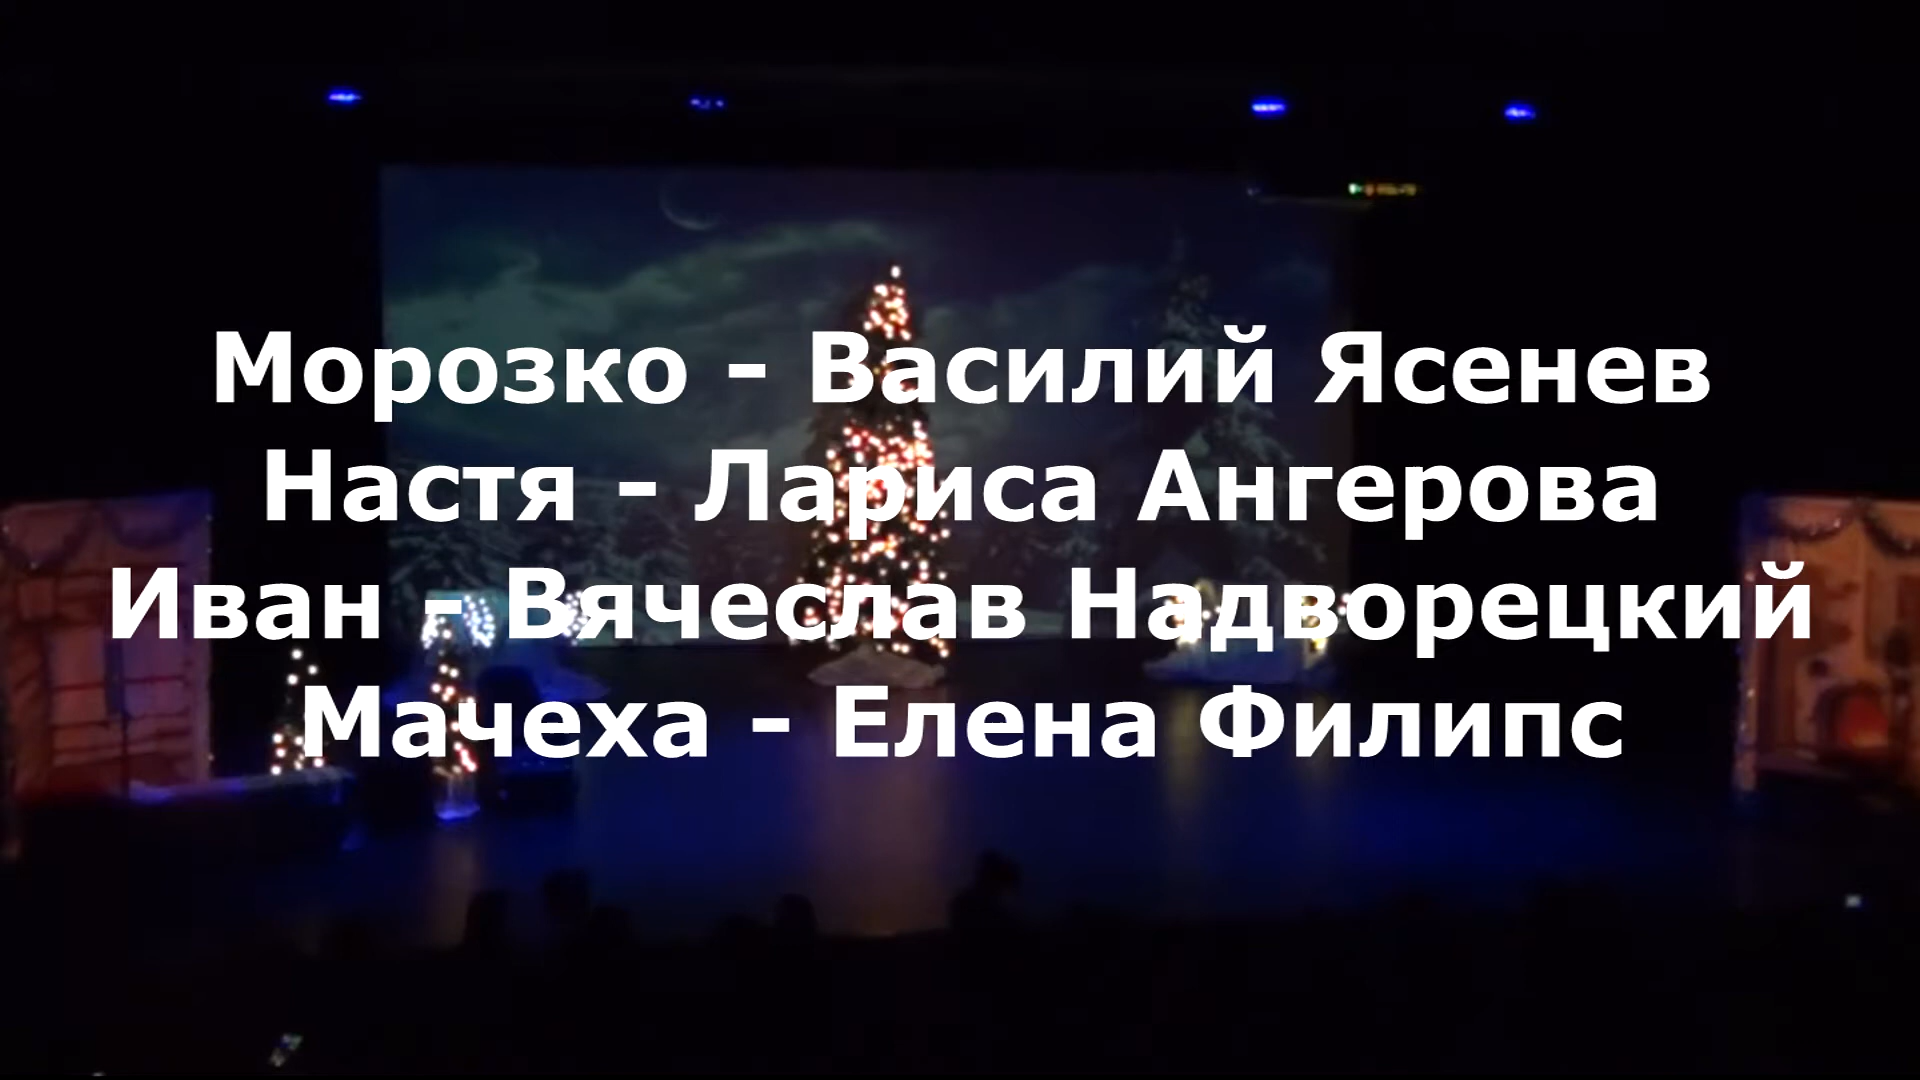 Морозко - Василий Ясенев
Настя - Лариса Ангерова
Иван - Вячеслав Надворецкий
Мачеха - Елена Филипс